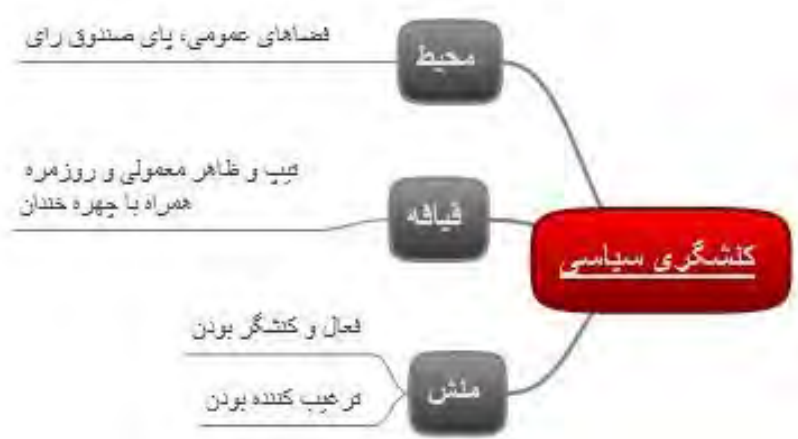 کنشگری سیاسی
محیط
فضاهای عمومی، پای صندوق رای
قیافه
تیپ و ظاهر معمولی و روزمره
همراه با چهره خندان
منش
فعال و کنشگر بودن
ترغیب کننده بودن